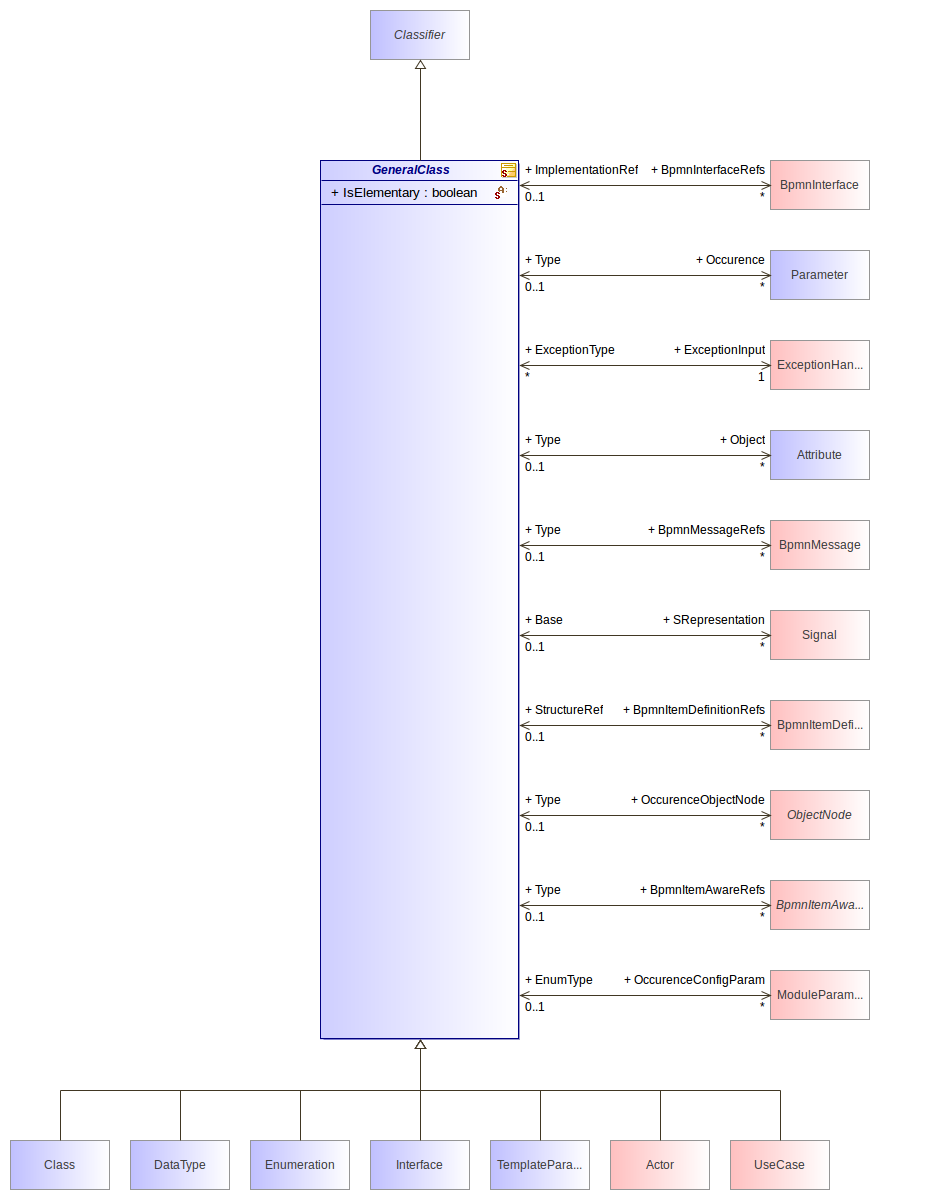 Classifier
GeneralClass
+ IsElementary : boolean
+ ImplementationRef + BpmnInterfaceRefs
0..1 *
BpmnInterface
+ Type + Occurence
0..1 *
Parameter
+ ExceptionType + ExceptionInput
* 1
ExceptionHan...
+ Type + Object
0..1 *
Attribute
+ Type + BpmnMessageRefs
0..1 *
BpmnMessage
+ Base + SRepresentation
0..1 *
Signal
+ StructureRef + BpmnItemDefinitionRefs
0..1 *
BpmnItemDefi...
+ Type + OccurenceObjectNode
0..1 *
ObjectNode
+ Type + BpmnItemAwareRefs
0..1 *
BpmnItemAwa...
+ EnumType + OccurenceConfigParam
0..1 *
ModuleParam...
Class DataType Enumeration Interface TemplatePara... Actor UseCase